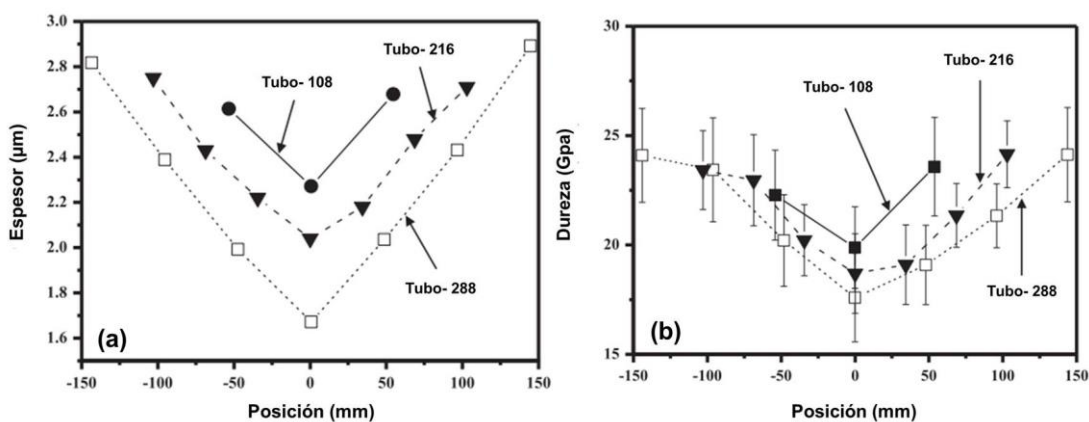 3.0
2.8
2.6
2.4
2.2
2.0
1.8
1.6
Espesor (µm)
Tubo- 216
Tubo- 108
Tubo- 288
(a)
-150 -100 -50 0 50 100 150
Posición (mm)
30
25
20
15
Dureza (Gpa)
Tubo- 216
Tubo- 108
Tubo- 288
(b)
-150 -100 -50 0 50 100 150
Posición (mm)